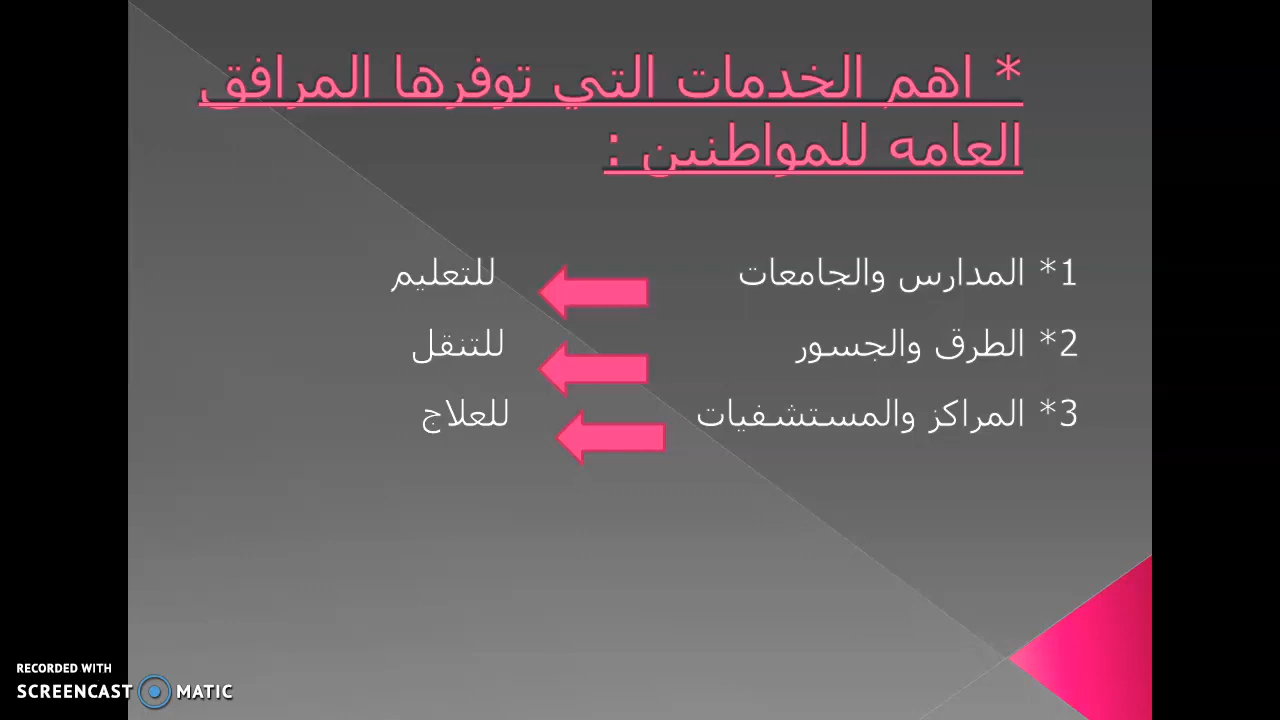 * اهم الخدمات التي توفرها المرافق
العامه للمواطنين :
1* المدارس والجامعات للتعليم
2* الطرق والجسور للتنقل
3* المراكز والمستشفيات للعلاج
RECORDED WITH
SCREENCAST MATIC